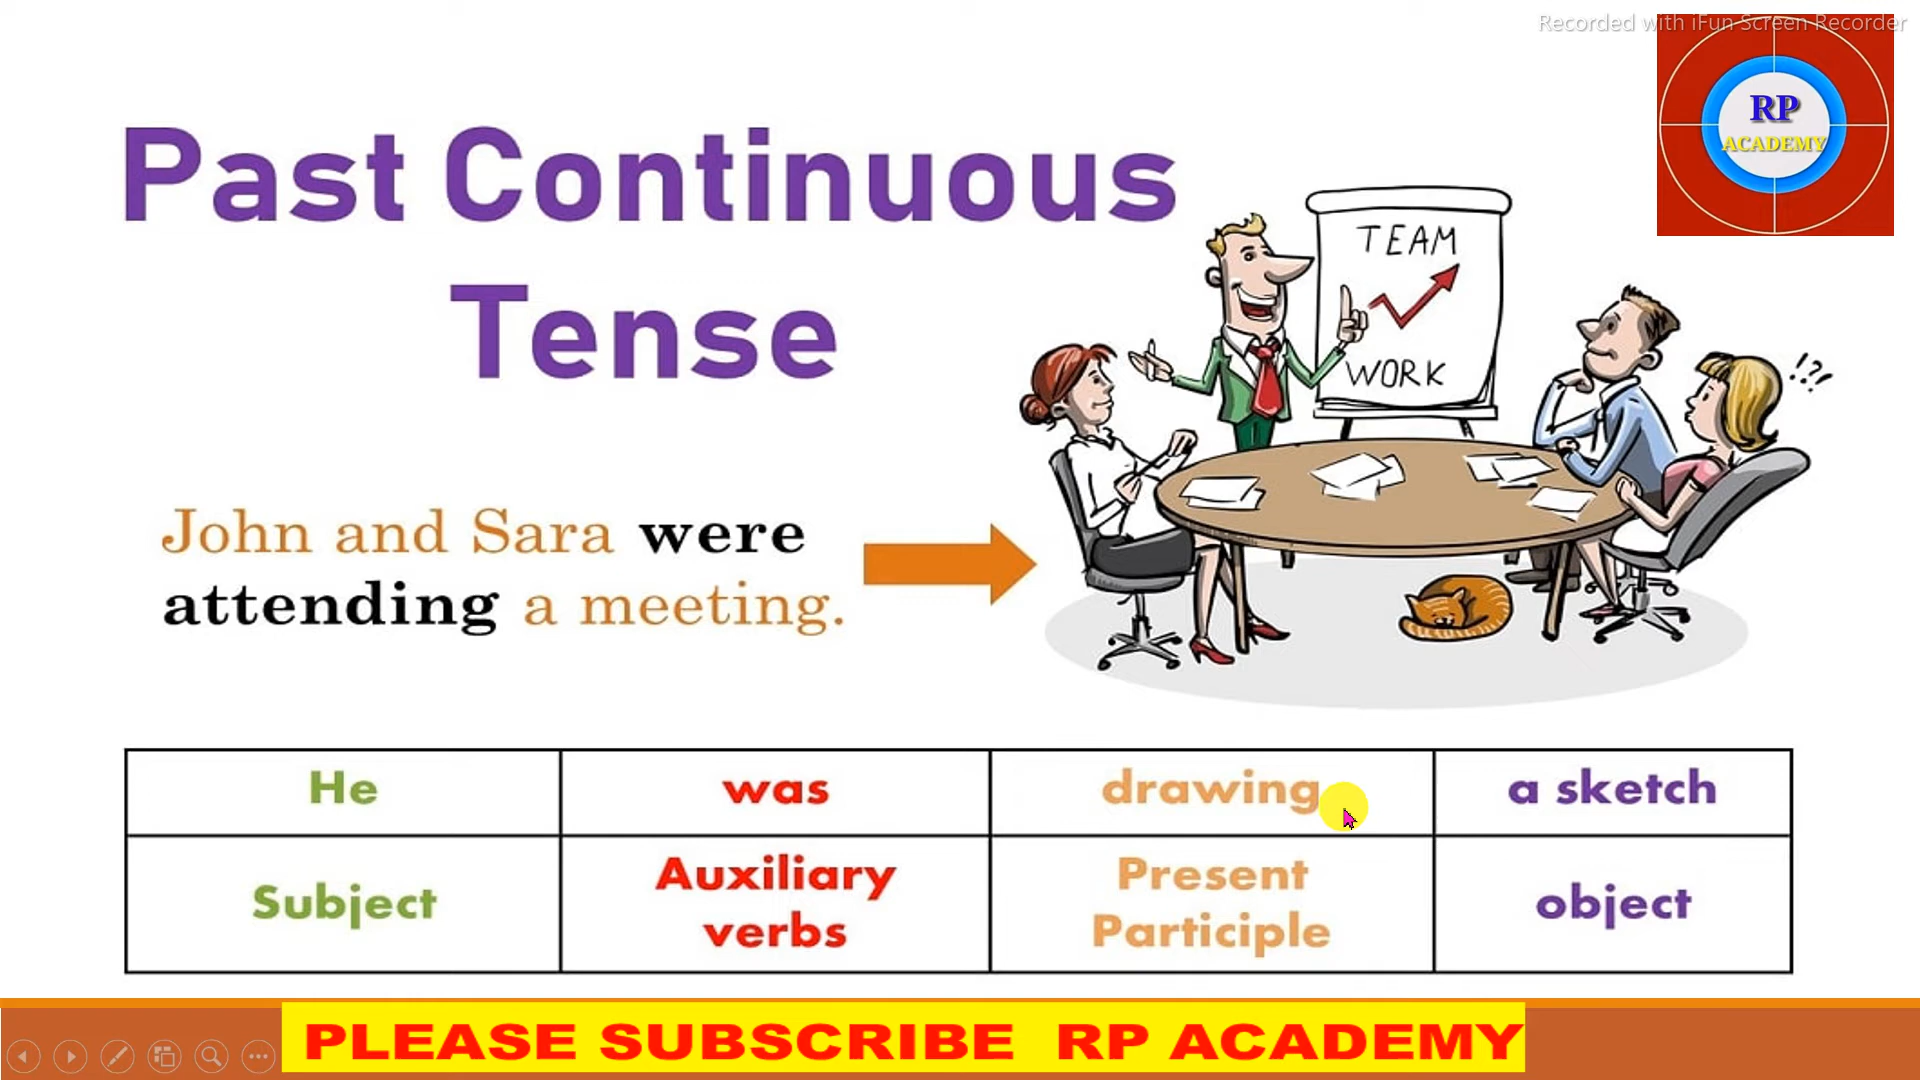 Recorded with iFun Screen Recorder
RP
ACADEMY
Past Continuous
Tense
TEAM
WORK
!?!?
John and Sara were
attending a meeting.
He was drawing a sketch
Subject Auxiliary verbs Present Participle object
PLEASE SUBSCRIBE RP ACADEMY